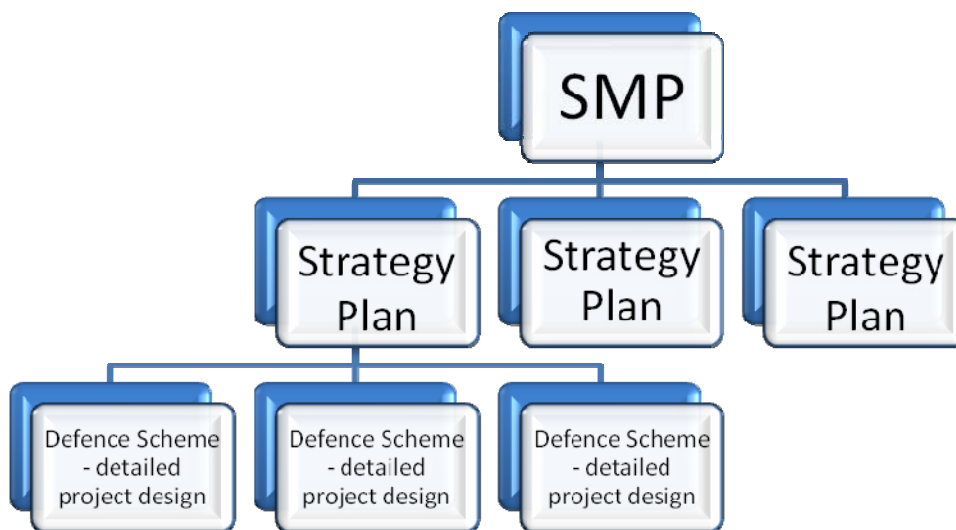 SMP
Strategy
Plan
Strategy
Plan
Strategy
Plan
Defence Scheme
- detailed
project design
Defence Scheme
- detailed
project design
Defence Scheme
- detailed
project design